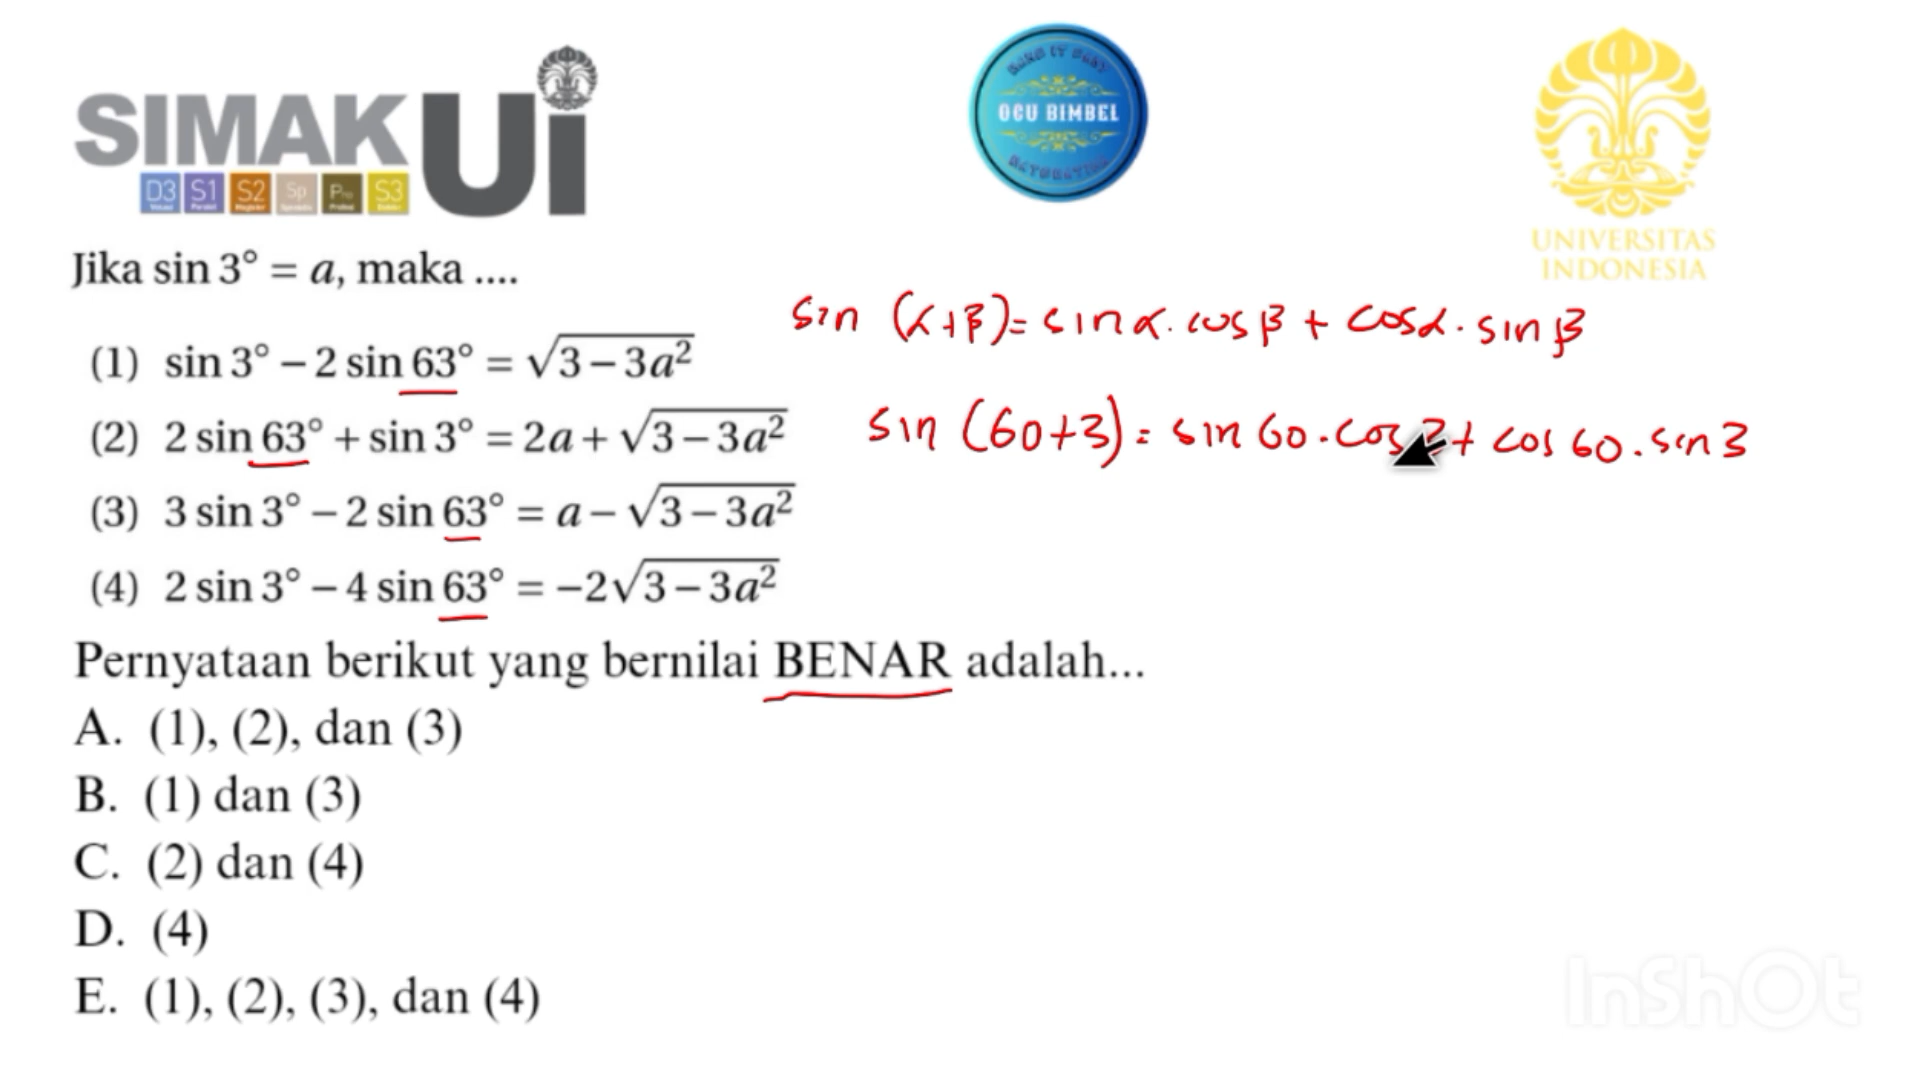 SIMAK UI
D3 S1 S2 Sp Pro S3
OCU BIMBEL
UNIVERSITAS
INDONESIA
Jika sin 3° = a, maka ....
(1) sin 3° – 2 sin 63° = √(3 – 3a²)
(2) 2 sin 63° + sin 3° = 2a + √(3 – 3a²)
(3) 3 sin 3° – 2 sin 63° = a – √(3 – 3a²)
(4) 2 sin 3° – 4 sin 63° = –2√(3 – 3a²)
sin (α+β) = sin α . cos β + cos α . sin β
sin (60+3) = sin 60 . cos 3 + cos 60 . sin 3
Pernyataan berikut yang bernilai BENAR adalah...
A. (1), (2), dan (3)
B. (1) dan (3)
C. (2) dan (4)
D. (4)
E. (1), (2), (3), dan (4)
InShOt